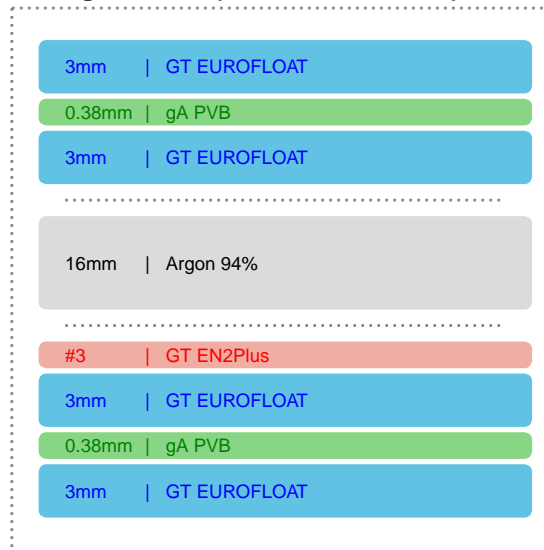 3mm | GT EUROFLOAT
0.38mm | gA PVB
3mm | GT EUROFLOAT
16mm | Argon 94%
#3 | GT EN2Plus
3mm | GT EUROFLOAT
0.38mm | gA PVB
3mm | GT EUROFLOAT